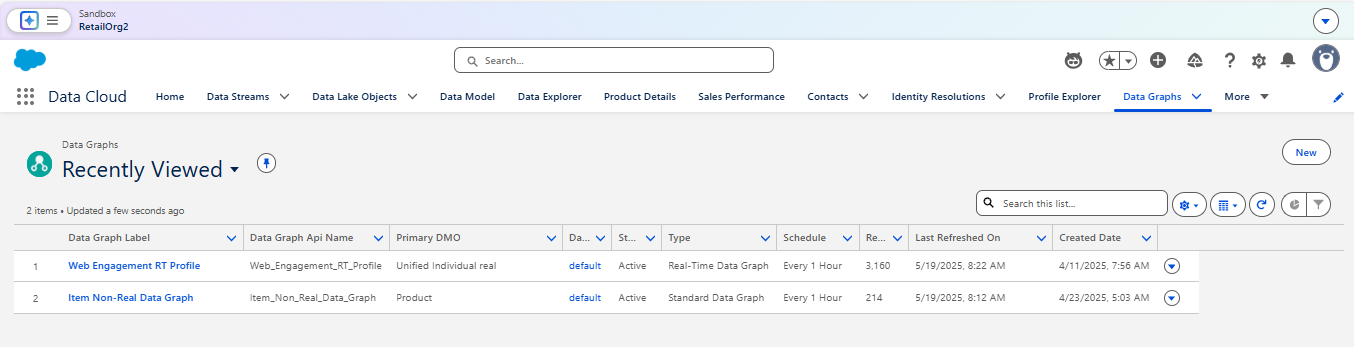 Sandbox
RetailOrg2
Search...
Data Cloud Home Data Streams Data Lake Objects Data Model Data Explorer Product Details Sales Performance Contacts Identity Resolutions Profile Explorer Data Graphs More
Data Graphs
Recently Viewed
New
2 items • Updated a few seconds ago
Search this list...
Data Graph Label Data Graph Api Name Primary DMO Da... St... Type Schedule Re... Last Refreshed On Created Date
1 Web Engagement RT Profile Web_Engagement_RT_Profile Unified Individual real default Active Real-Time Data Graph Every 1 Hour 3,160 5/19/2025, 8:22 AM 4/11/2025, 7:56 AM
2 Item Non-Real Data Graph Item_Non_Real_Data_Graph Product default Active Standard Data Graph Every 1 Hour 214 5/19/2025, 8:12 AM 4/23/2025, 5:03 AM